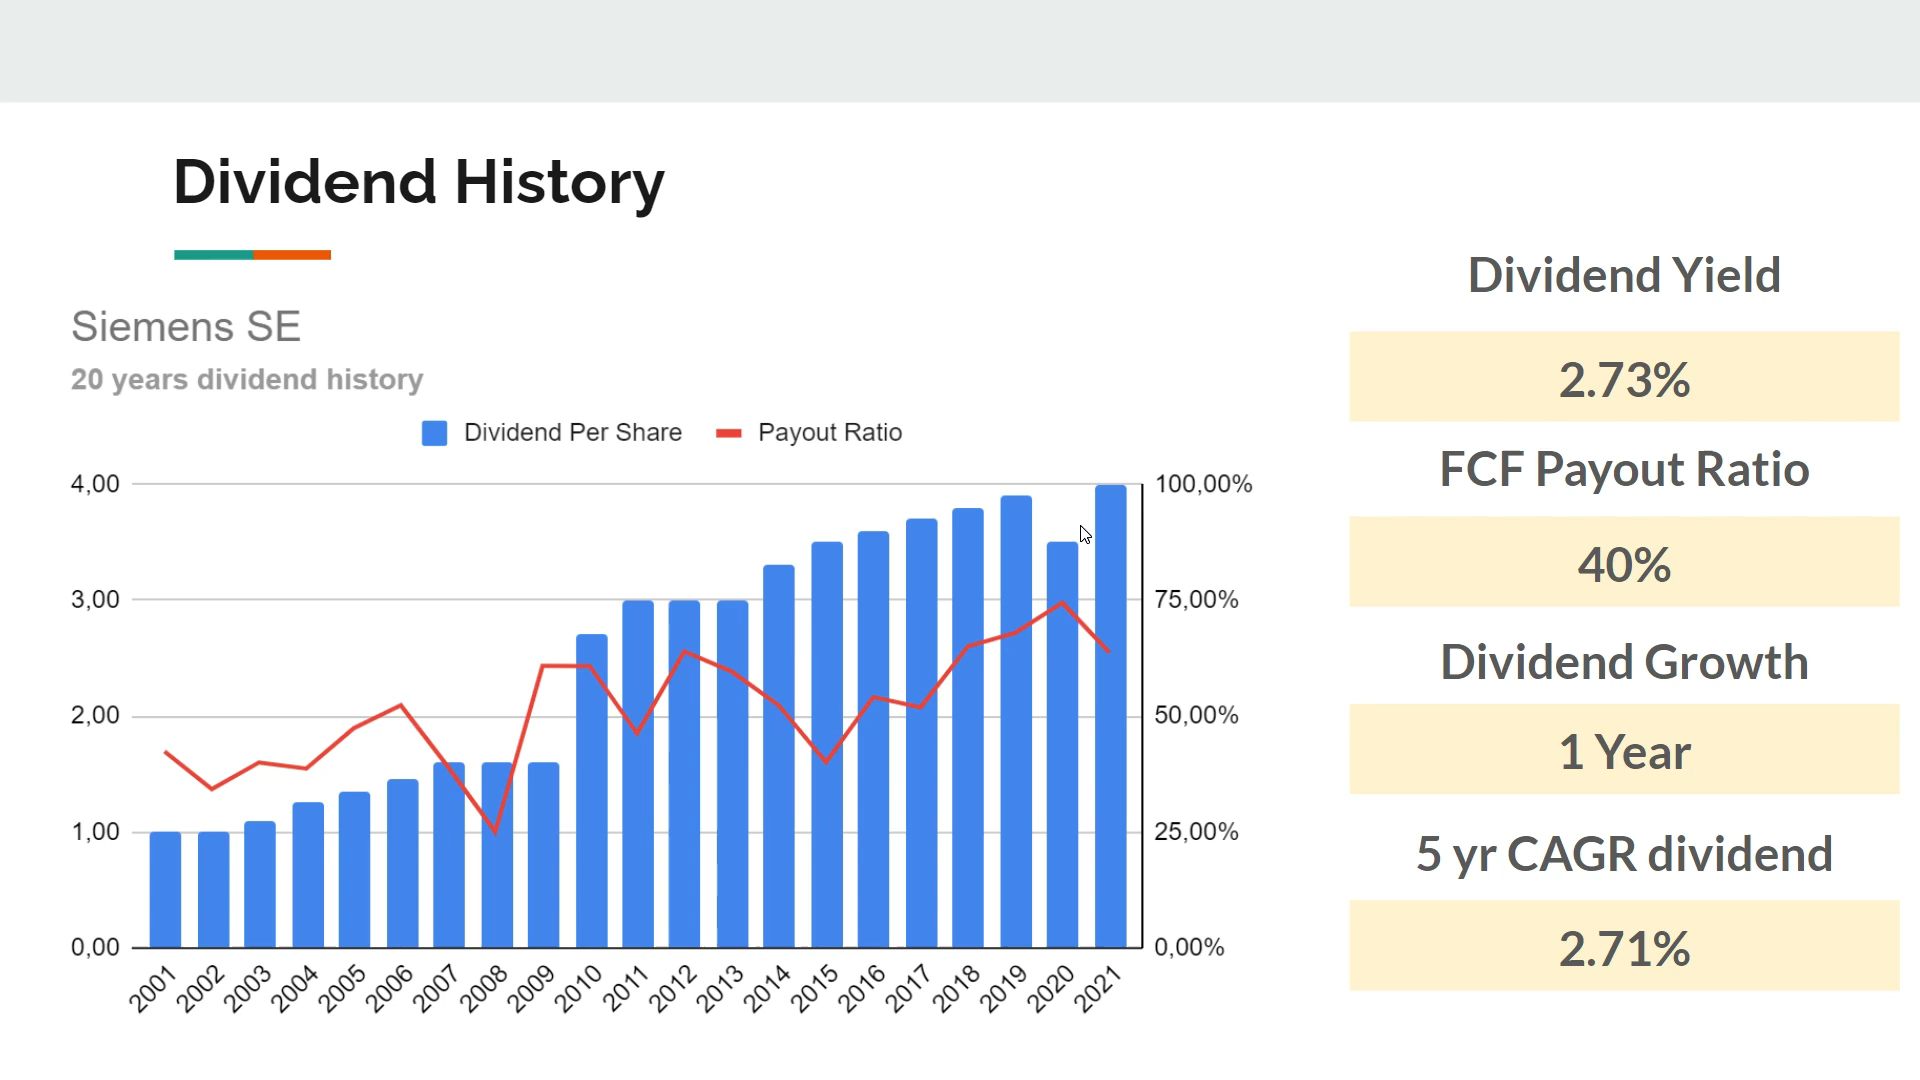 Dividend History
Siemens SE
20 years dividend history
Dividend Per Share Payout Ratio
4,00 100,00%
3,00 75,00%
2,00 50,00%
1,00 25,00%
0,00 0,00%
2001 2002 2003 2004 2005 2006 2007 2008 2009 2010 2011 2012 2013 2014 2015 2016 2017 2018 2019 2020 2021
Dividend Yield
2.73%
FCF Payout Ratio
40%
Dividend Growth
1 Year
5 yr CAGR dividend
2.71%